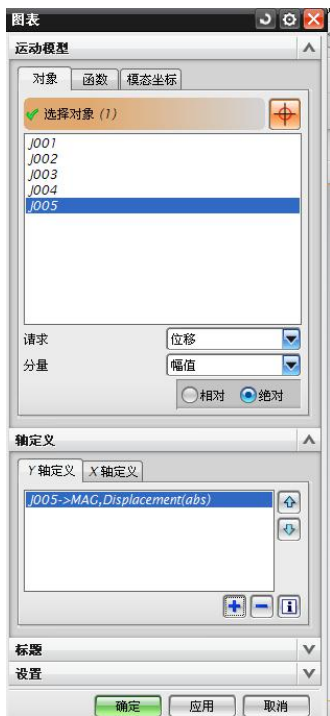 图表
运动模型
对象 函数 模态坐标
选择对象 (1)
J001
J002
J003
J004
J005
请求 位移
分量 幅值
相对 绝对
轴定义
Y 轴定义 X 轴定义
J005->MAG,Displacement(abs)
标题
设置
确定 应用 取消